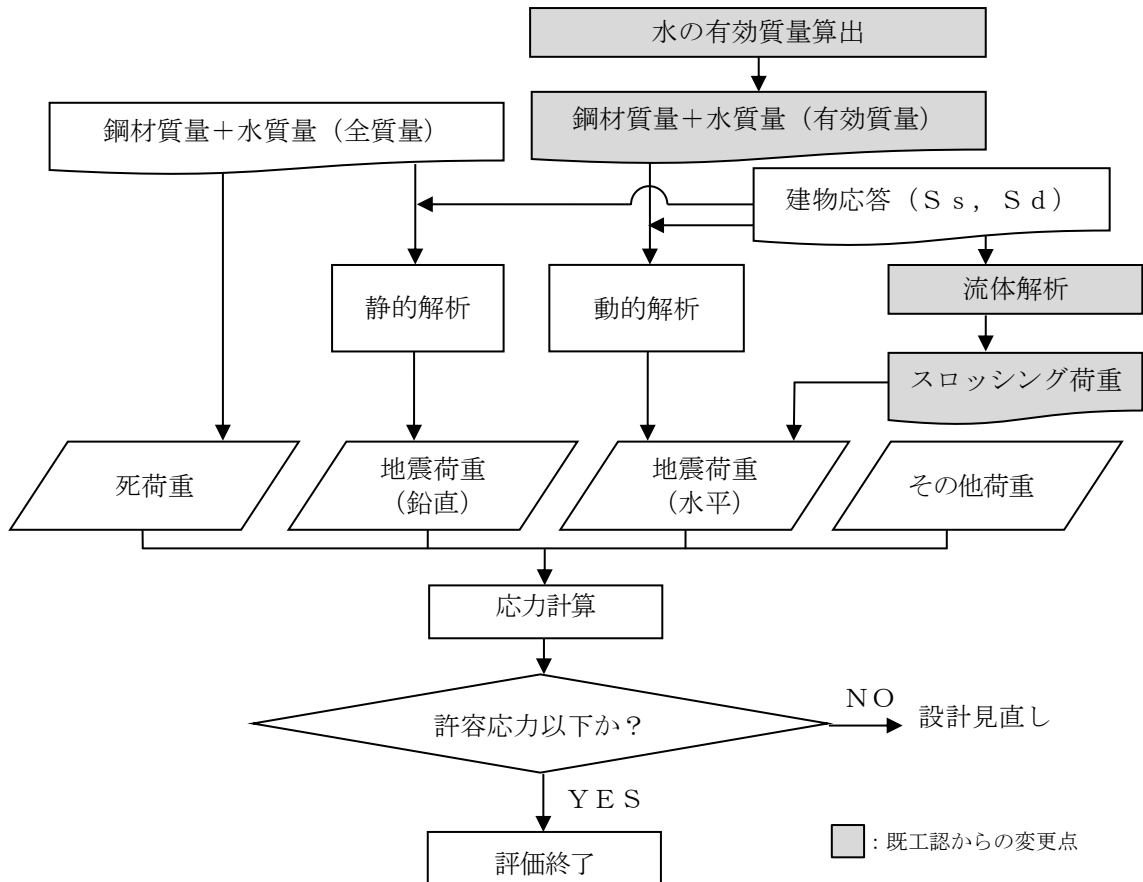 水の有効質量算出
鋼材質量＋水質量（全質量）
鋼材質量＋水質量（有効質量）
建物応答（Ｓｓ，Ｓｄ）
静的解析
動的解析
流体解析
スロッシング荷重
死荷重
地震荷重
（鉛直）
地震荷重
（水平）
その他荷重
応力計算
許容応力以下か？
ＮＯ
設計見直し
ＹＥＳ
評価終了
：既工認からの変更点